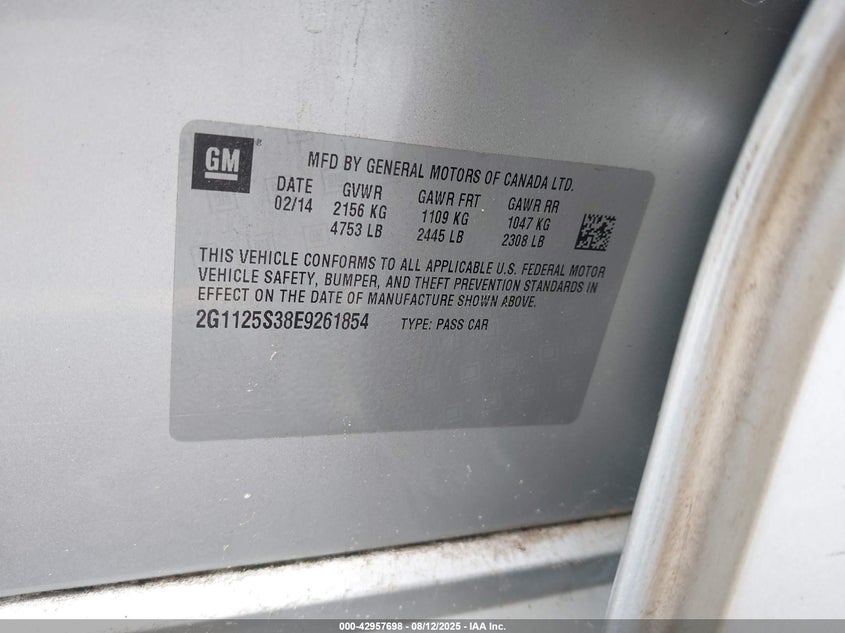 GM
MFD BY GENERAL MOTORS OF CANADA LTD.
DATE GVWR GAWR FRT GAWR RR
02/14 2156 KG 1109 KG 1047 KG
4753 LB 2445 LB 2308 LB
THIS VEHICLE CONFORMS TO ALL APPLICABLE U.S. FEDERAL MOTOR
VEHICLE SAFETY, BUMPER, AND THEFT PREVENTION STANDARDS IN
EFFECT ON THE DATE OF MANUFACTURE SHOWN ABOVE.
2G1125S38E9261854 TYPE: PASS CAR
000-42957698 - 08/12/2025 - IAA Inc.